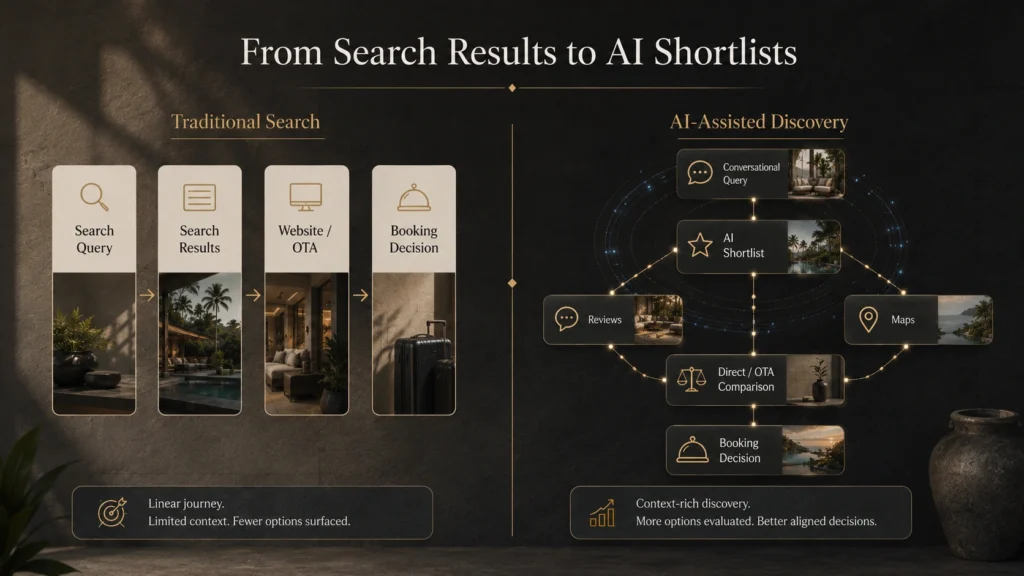 From Search Results to AI Shortlists
Traditional Search
Search
Query
Search
Results
Website /
OTA
Booking
Decision
Linear journey.
Limited context. Fewer options surfaced.
AI-Assisted Discovery
Conversational
Query
AI
Shortlist
Reviews
Maps
Direct / OTA
Comparison
Booking
Decision
Context-rich discovery.
More options evaluated. Better aligned decisions.